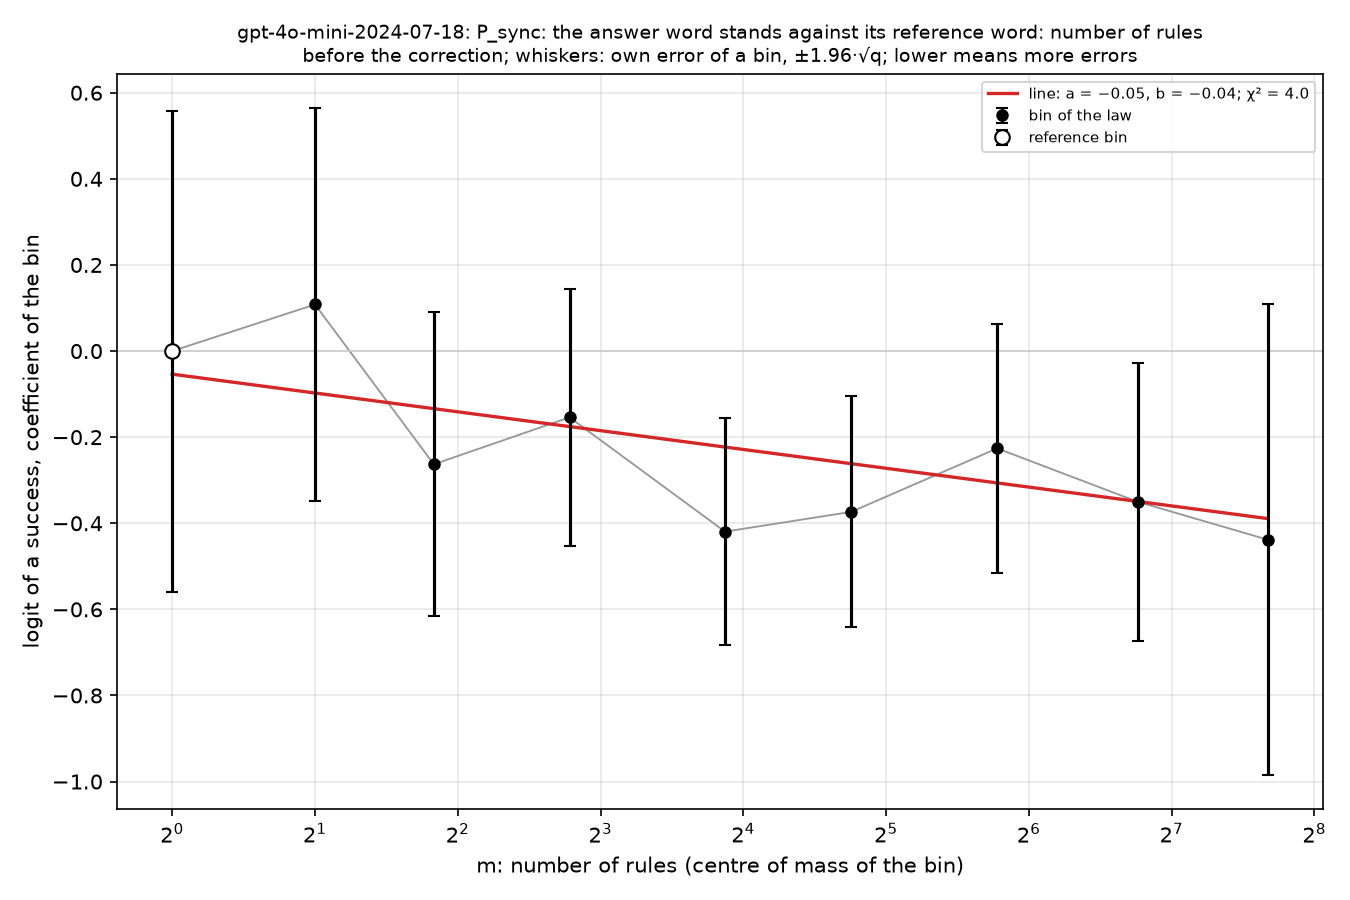 gpt-4o-mini-2024-07-18: P_sync: the answer word stands against its reference word: number of rules
before the correction; whiskers: own error of a bin, ±1.96·√q; lower means more errors
line: a = −0.05, b = −0.04; χ² = 4.0
bin of the law
reference bin
logit of a success, coefficient of the bin
0.6
0.4
0.2
0.0
−0.2
−0.4
−0.6
−0.8
−1.0
2⁰ 2¹ 2² 2³ 2⁴ 2⁵ 2⁶ 2⁷ 2⁸
m: number of rules (centre of mass of the bin)